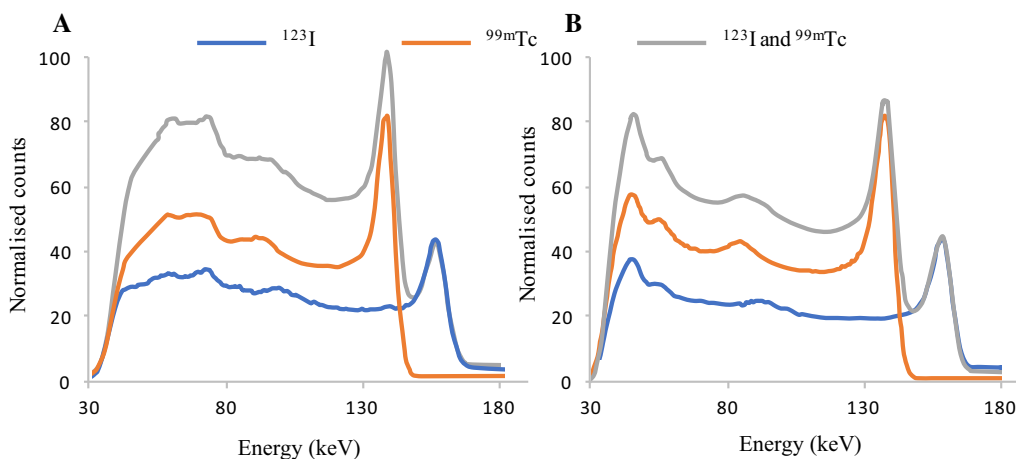 A
B
¹²³I
⁹⁹ᵐTc
¹²³I and ⁹⁹ᵐTc
Normalised counts
100
80
60
40
20
0
30
80
130
180
Energy (keV)
Normalised counts
100
80
60
40
20
0
30
80
130
180
Energy (keV)